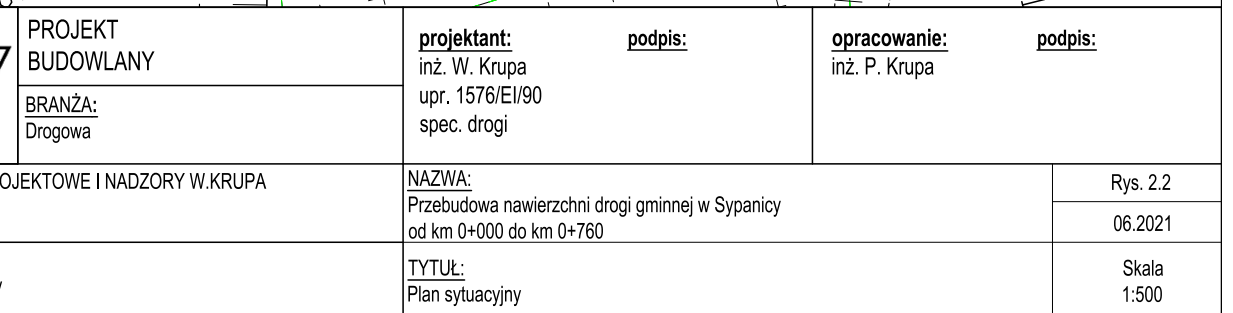 PROJEKT
BUDOWLANY
BRANŻA:
Drogowa
projektant: podpis:
inż. W. Krupa
upr. 1576/El/90
spec. drogi
opracowanie: podpis:
inż. P. Krupa
OJEKTOWE I NADZORY W.KRUPA
NAZWA:
Przebudowa nawierzchni drogi gminnej w Sypanicy
od km 0+000 do km 0+760
Rys. 2.2
06.2021
TYTUŁ:
Plan sytuacyjny
Skala
1:500